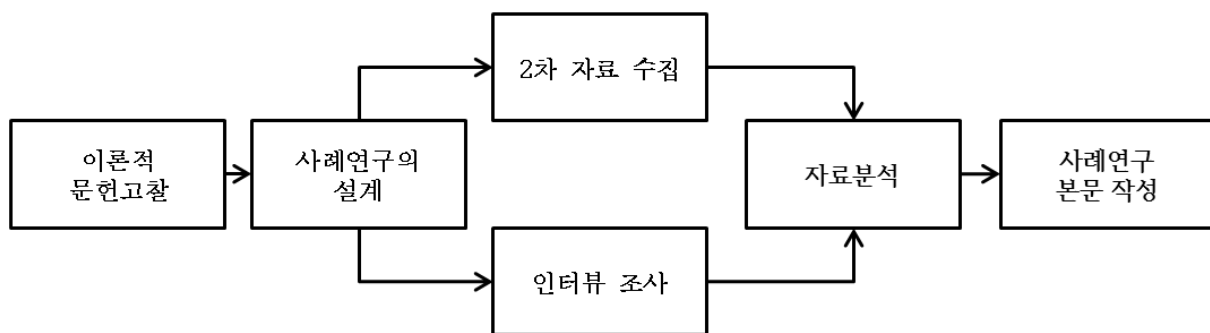 이론적
문헌고찰
사례연구의
설계
2차 자료 수집
인터뷰 조사
자료분석
사례연구
본문 작성